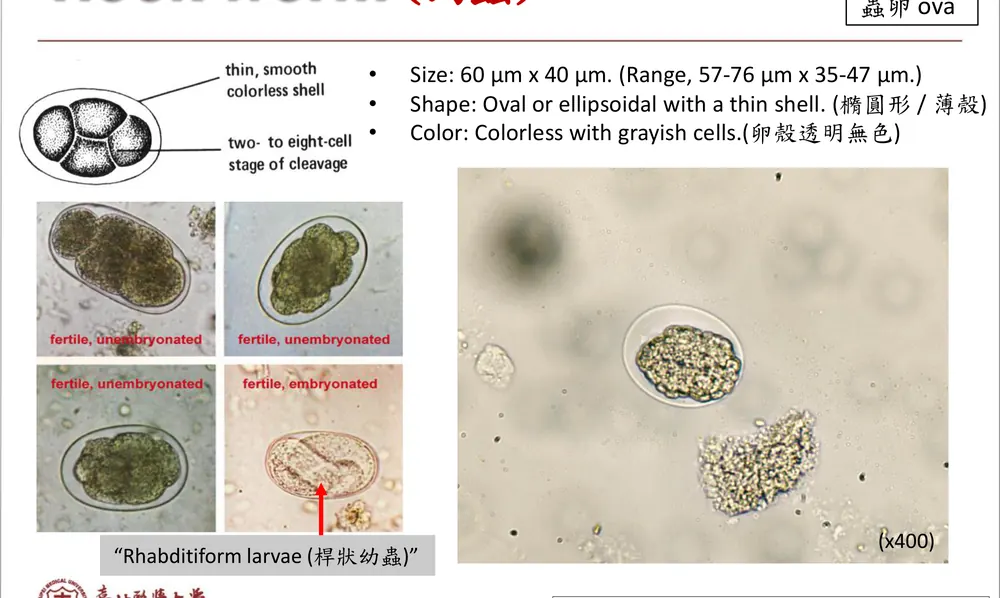 蟲卵 ova
thin, smooth
colorless shell
two- to eight-cell
stage of cleavage
• Size: 60 µm x 40 µm. (Range, 57-76 µm x 35-47 µm.)
• Shape: Oval or ellipsoidal with a thin shell. (橢圓形 / 薄殼)
• Color: Colorless with grayish cells.(卵殼透明無色)
fertile, unembryonated
fertile, unembryonated
fertile, unembryonated
fertile, embryonated
“Rhabditiform larvae (桿狀幼蟲)”
(x400)